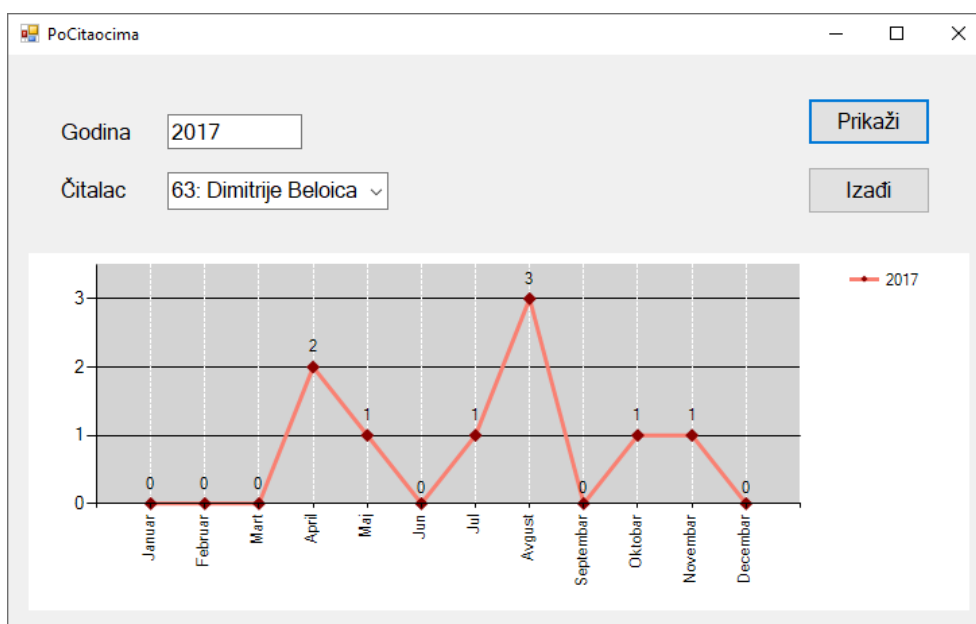 PoCitaocima
Godina 2017 Prikaži
Čitalac 63: Dimitrije Beloica Izađi
2017
3
2
1
0
0 0 0 2 1 0 1 3 0 1 1 0
Januar Februar Mart April Maj Jun Jul Avgust Septembar Oktobar Novembar Decembar